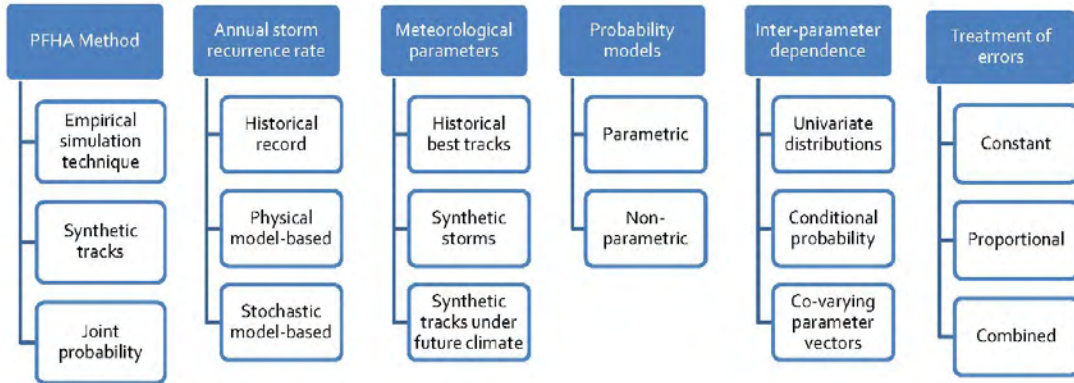 PFHA Method
Empirical
simulation
technique
Synthetic
tracks
Joint
probability
Annual storm
recurrence rate
Historical
record
Physical
model-based
Stochastic
model-based
Meteorological
parameters
Historical
best tracks
Synthetic
storms
Synthetic
tracks under
future climate
Probability
models
Parametric
Non-
parametric
Inter-parameter
dependence
Univariate
distributions
Conditional
probability
Co-varying
parameter
vectors
Treatment of
errors
Constant
Proportional
Combined